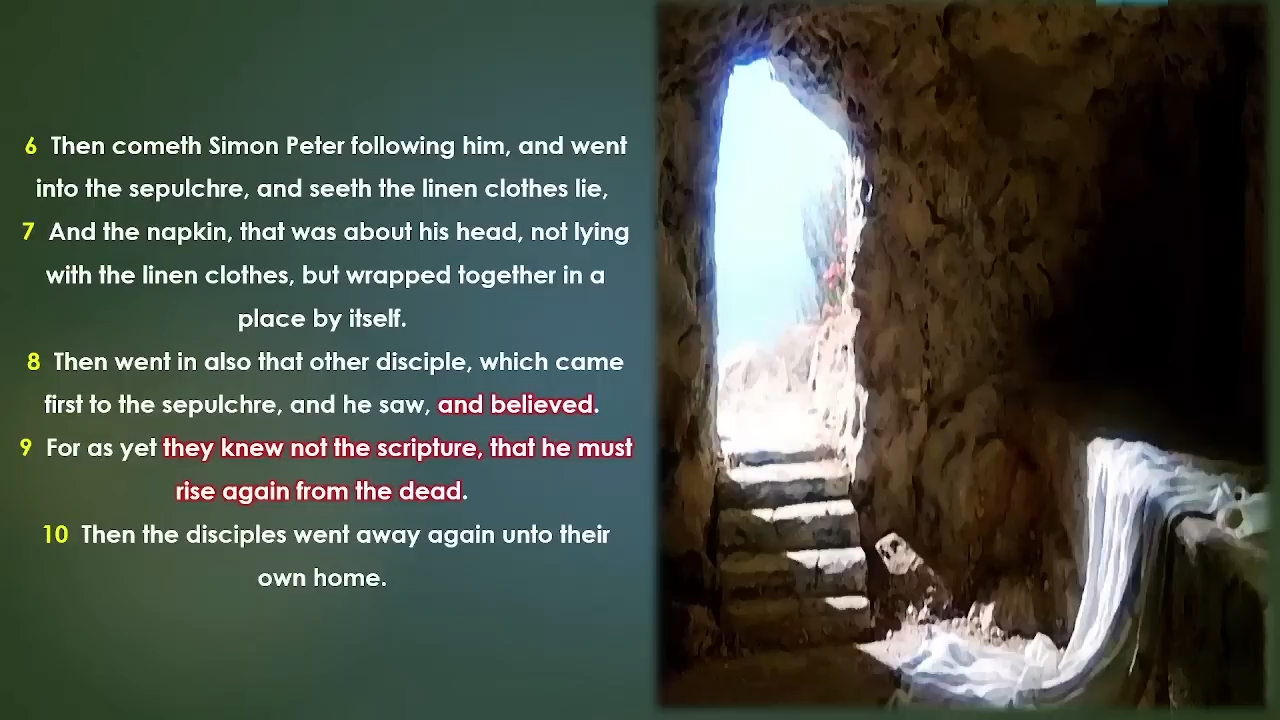 6 Then cometh Simon Peter following him, and went
into the sepulchre, and seeth the linen clothes lie,
7 And the napkin, that was about his head, not lying
with the linen clothes, but wrapped together in a
place by itself.
8 Then went in also that other disciple, which came
first to the sepulchre, and he saw, and believed.
9 For as yet they knew not the scripture, that he must
rise again from the dead.
10 Then the disciples went away again unto their
own home.